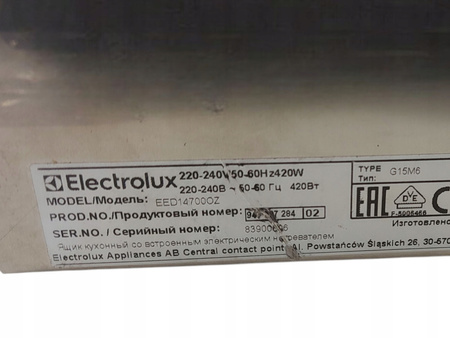 Electrolux 220-240V 50-60Hz 420W
220-240В ~ 50-60 Гц 420Вт
MODEL/Модель: EED14700OZ
PROD.NO./Продуктовый номер: 284 02
SER.NO. / Серийный номер:
Ящик кухонный со встроенным электрическим нагревателем
Electrolux Appliances AB Central contact point: Al. Powstańców Śląskich 26, 30-570
TYPE
ТИП G15M6
EAC
Изготовлено